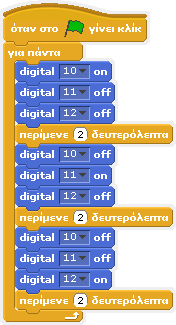 όταν στο γίνει κλίκ
για πάντα
digital 10 on
digital 11 off
digital 12 off
περίμενε 2 δευτερόλεπτα
digital 10 off
digital 11 on
digital 12 off
περίμενε 2 δευτερόλεπτα
digital 10 off
digital 11 off
digital 12 on
περίμενε 2 δευτερόλεπτα